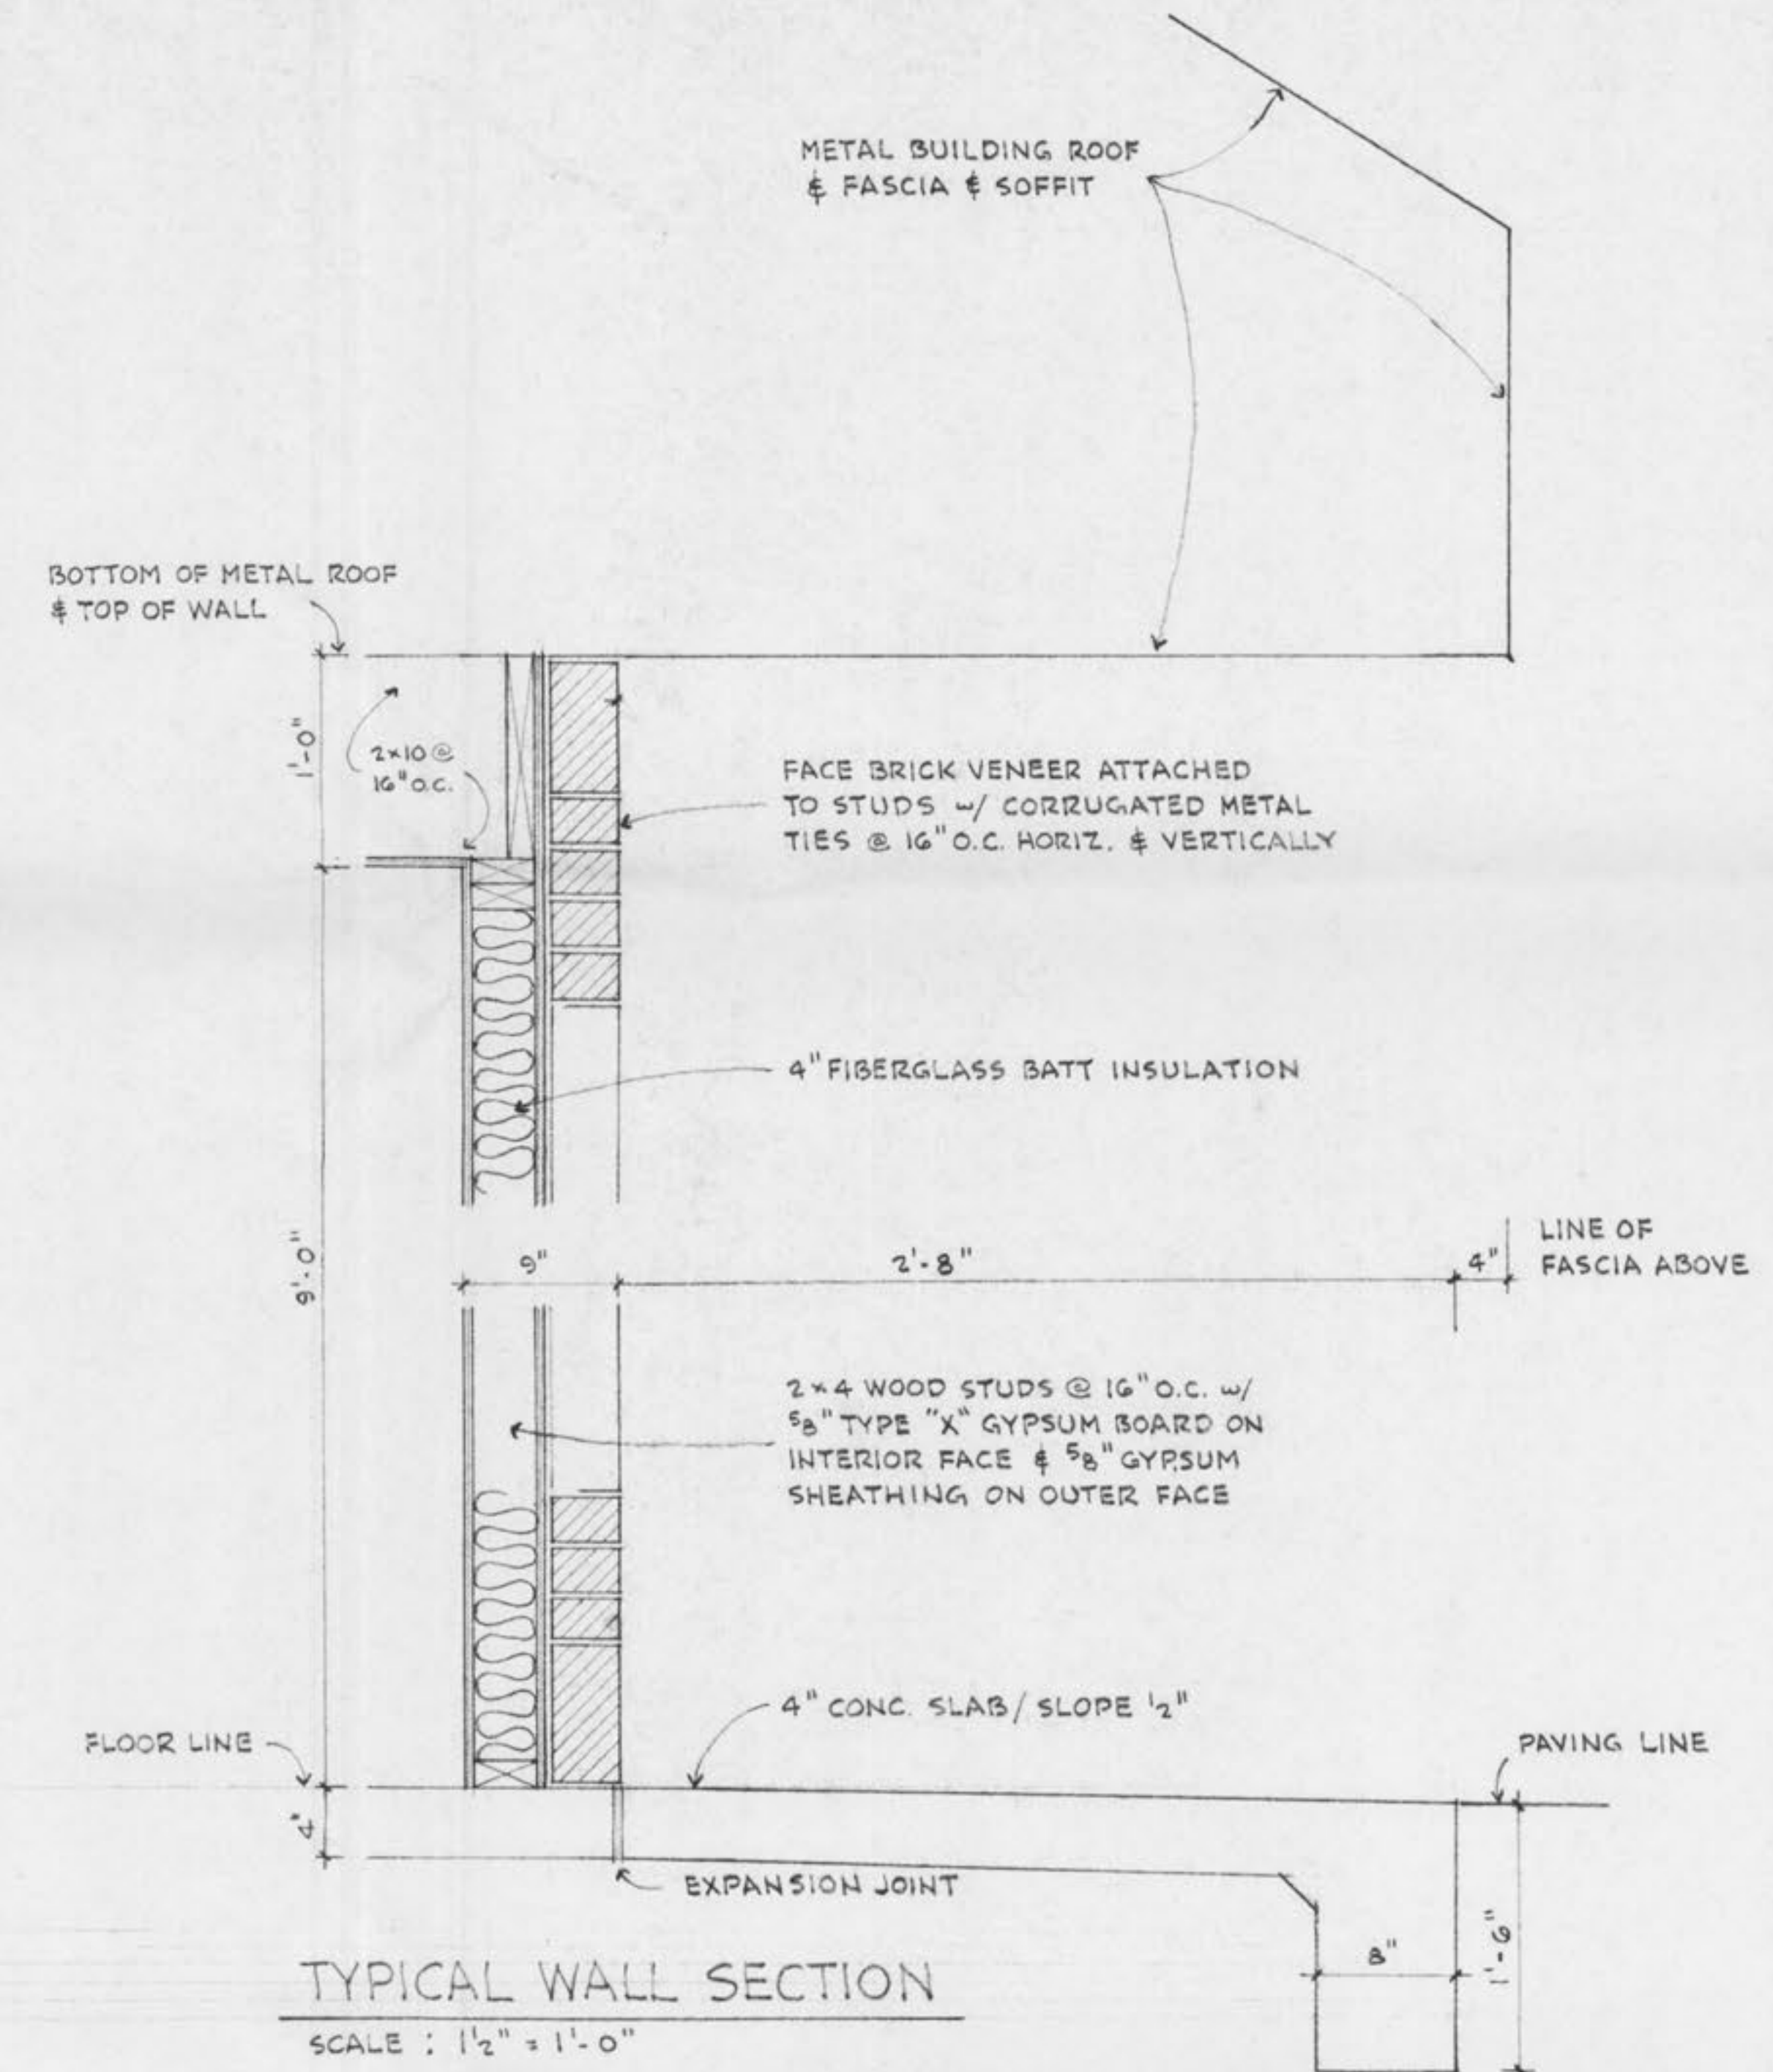 METAL BUILDING ROOF
& FASCIA & SOFFIT
BOTTOM OF METAL ROOF
& TOP OF WALL
1'-0"
2x10 @
16" O.C.
FACE BRICK VENEER ATTACHED
TO STUDS w/ CORRUGATED METAL
TIES @ 16" O.C. HORIZ. & VERTICALLY
4" FIBERGLASS BATT INSULATION
9'-0"
9"
2'-8"
4"
LINE OF
FASCIA ABOVE
2x4 WOOD STUDS @ 16" O.C. w/
5/8" TYPE "X" GYPSUM BOARD ON
INTERIOR FACE & 5/8" GYPSUM
SHEATHING ON OUTER FACE
4" CONC. SLAB / SLOPE 1/2"
FLOOR LINE
PAVING LINE
4"
EXPANSION JOINT
8"
1'-6"
TYPICAL WALL SECTION
SCALE : 1 1/2" = 1'-0"